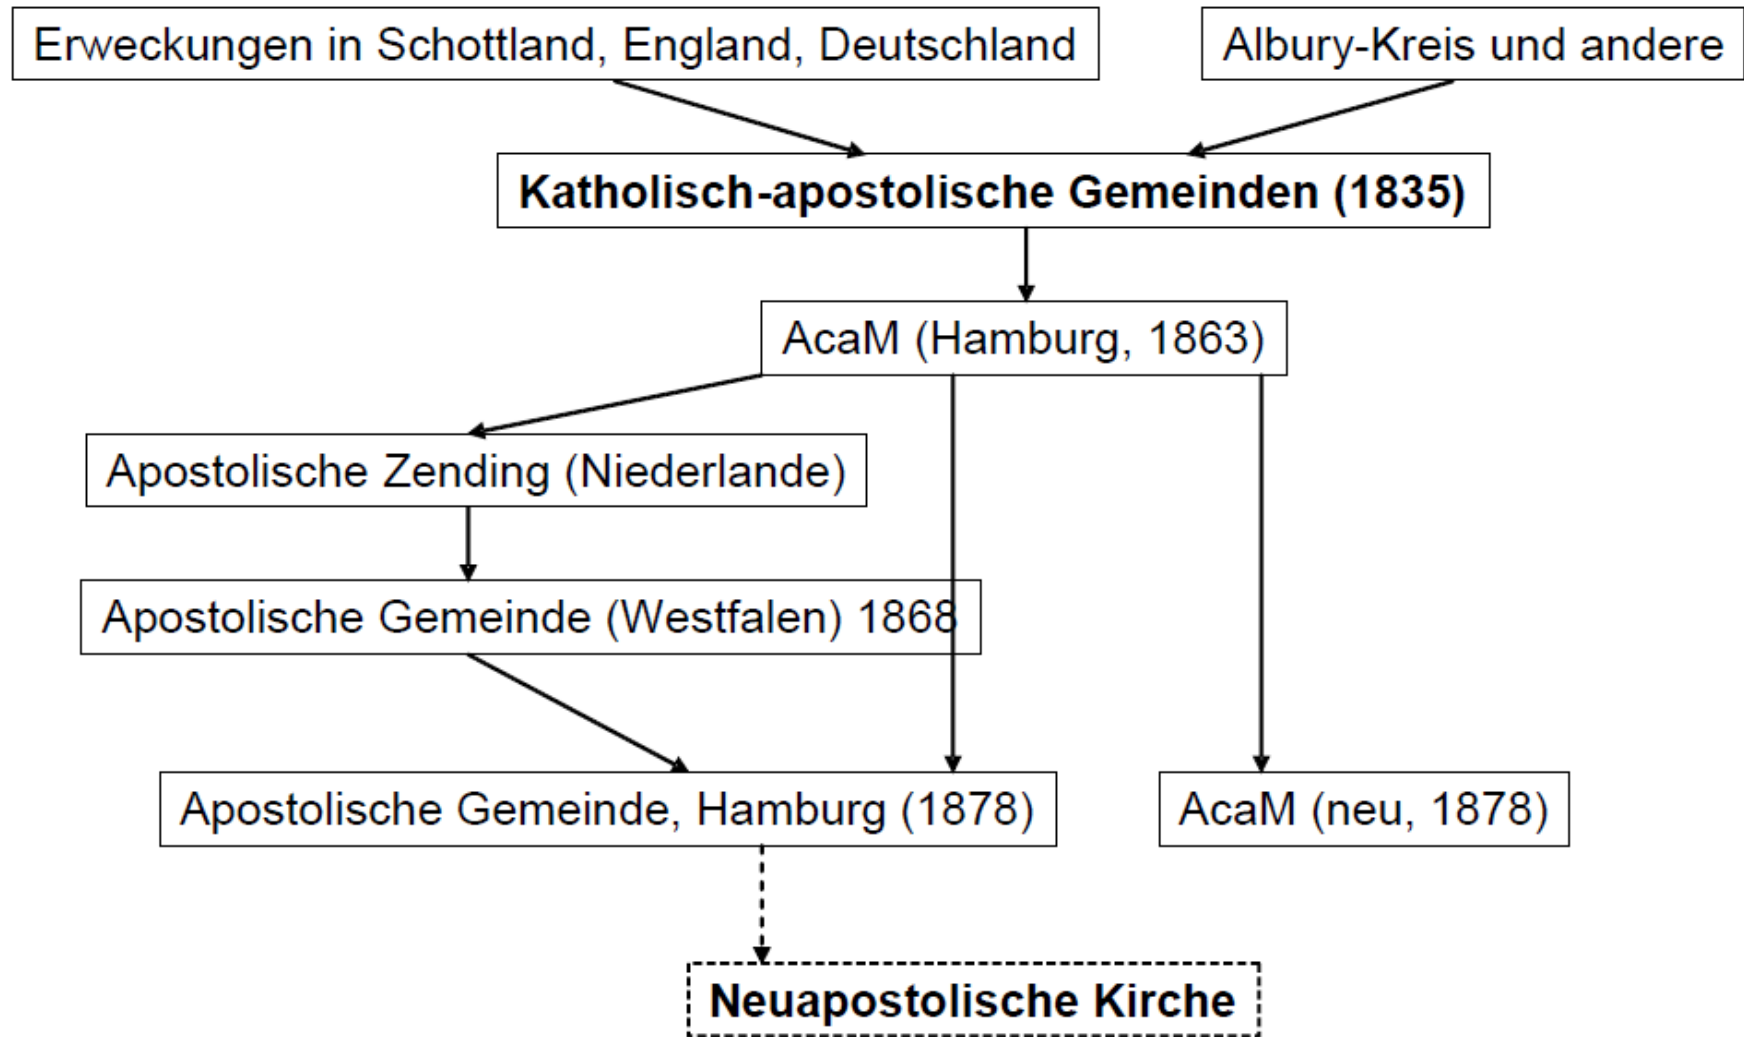 Erweckungen in Schottland, England, Deutschland
Albury-Kreis und andere
Katholisch-apostolische Gemeinden (1835)
AcaM (Hamburg, 1863)
Apostolische Zending (Niederlande)
Apostolische Gemeinde (Westfalen) 1868
Apostolische Gemeinde, Hamburg (1878)
AcaM (neu, 1878)
Neuapostolische Kirche